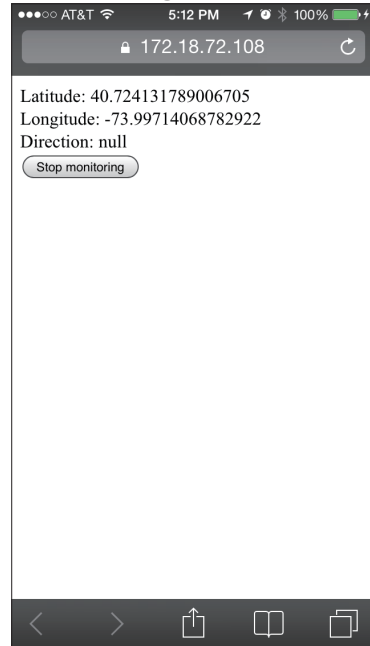 AT&T 5:12 PM 100%
172.18.72.108
Latitude: 40.724131789006705
Longitude: -73.99714068782922
Direction: null
Stop monitoring